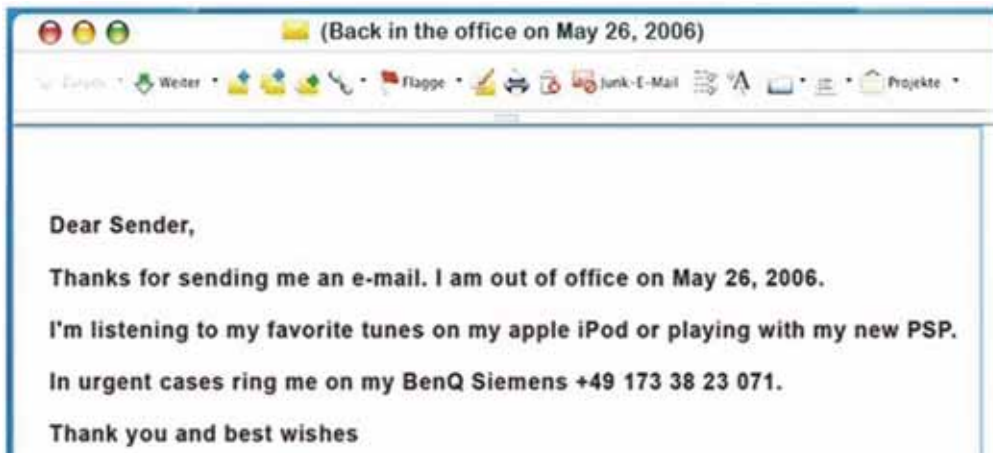 (Back in the office on May 26, 2006)
Weiter Flagge Junk-E-Mail Projekte
Dear Sender,
Thanks for sending me an e-mail. I am out of office on May 26, 2006.
I'm listening to my favorite tunes on my apple iPod or playing with my new PSP.
In urgent cases ring me on my BenQ Siemens +49 173 38 23 071.
Thank you and best wishes